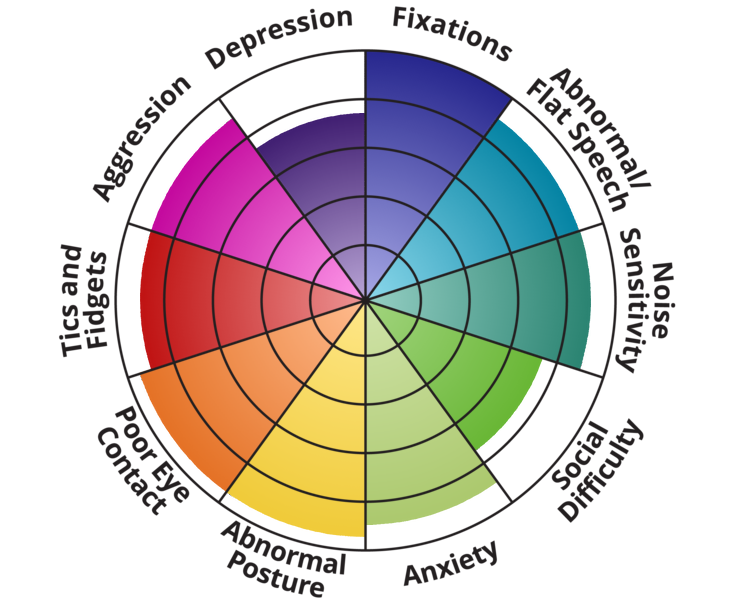 Depression
Fixations
Abnormal/
Flat Speech
Noise
Sensitivity
Social
Difficulty
Anxiety
Abnormal
Posture
Poor Eye
Contact
Tics and
Fidgets
Aggression